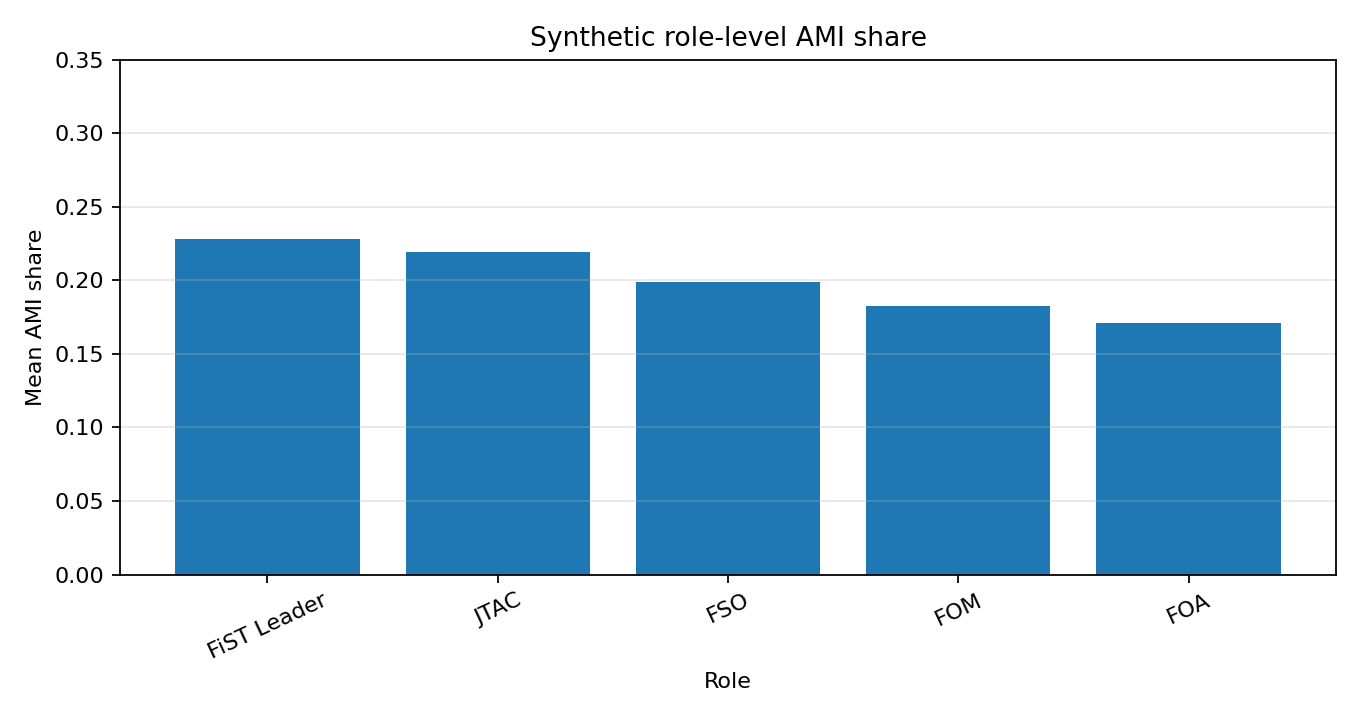 Synthetic role-level AMI share
Mean AMI share
0.35
0.30
0.25
0.20
0.15
0.10
0.05
0.00
FiST Leader
JTAC
FSO
FOM
FOA
Role